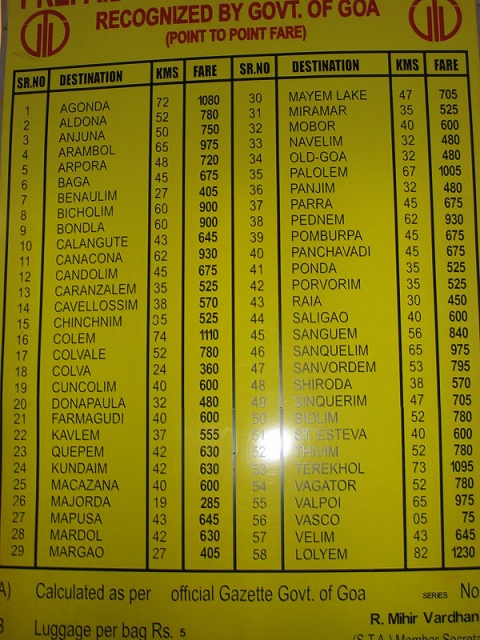 PREPAID
RECOGNIZED BY GOVT. OF GOA
(POINT TO POINT FARE)
SR.NO DESTINATION KMS FARE SR.NO DESTINATION KMS FARE
1 AGONDA 72 1080 30 MAYEM LAKE 47 705
2 ALDONA 52 780 31 MIRAMAR 35 525
3 ANJUNA 50 750 32 MOBOR 40 600
4 ARAMBOL 65 975 33 NAVELIM 32 480
5 ARPORA 48 720 34 OLD-GOA 32 480
6 BAGA 45 675 35 PALOLEM 67 1005
7 BENAULIM 27 405 36 PANJIM 32 480
8 BICHOLIM 60 900 37 PARRA 45 675
9 BONDLA 60 900 38 PEDNEM 62 930
10 CALANGUTE 43 645 39 POMBURPA 45 675
11 CANACONA 62 930 40 PANCHAVADI 45 675
12 CANDOLIM 45 675 41 PONDA 35 525
13 CARANZALEM 35 525 42 PORVORIM 35 525
14 CAVELLOSSIM 38 570 43 RAIA 30 450
15 CHINCHNIM 35 525 44 SALIGAO 40 600
16 COLEM 74 1110 45 SANGUEM 56 840
17 COLVALE 52 780 46 SANQUELIM 65 975
18 COLVA 24 360 47 SANVORDEM 53 795
19 CUNCOLIM 40 600 48 SHIRODA 38 570
20 DONAPAULA 32 480 49 SINQUERIM 47 705
21 FARMAGUDI 40 600 50 SIOLIM 52 780
22 KAVLEM 37 555 51 ST. ESTEVA 40 600
23 QUEPEM 42 630 52 THIVIM 52 780
24 KUNDAIM 42 630 53 TEREKHOL 73 1095
25 MACAZANA 40 600 54 VAGATOR 52 780
26 MAJORDA 19 285 55 VALPOI 65 975
27 MAPUSA 43 645 56 VASCO 05 75
28 MARDOL 42 630 57 VELIM 43 645
29 MARGAO 27 405 58 LOLYEM 82 1230
A) Calculated as per official Gazette Govt. of Goa SERIES No
B Luggage per bag Rs. 5 R. Mihir Vardhan
(S.T.A.) Member Secre